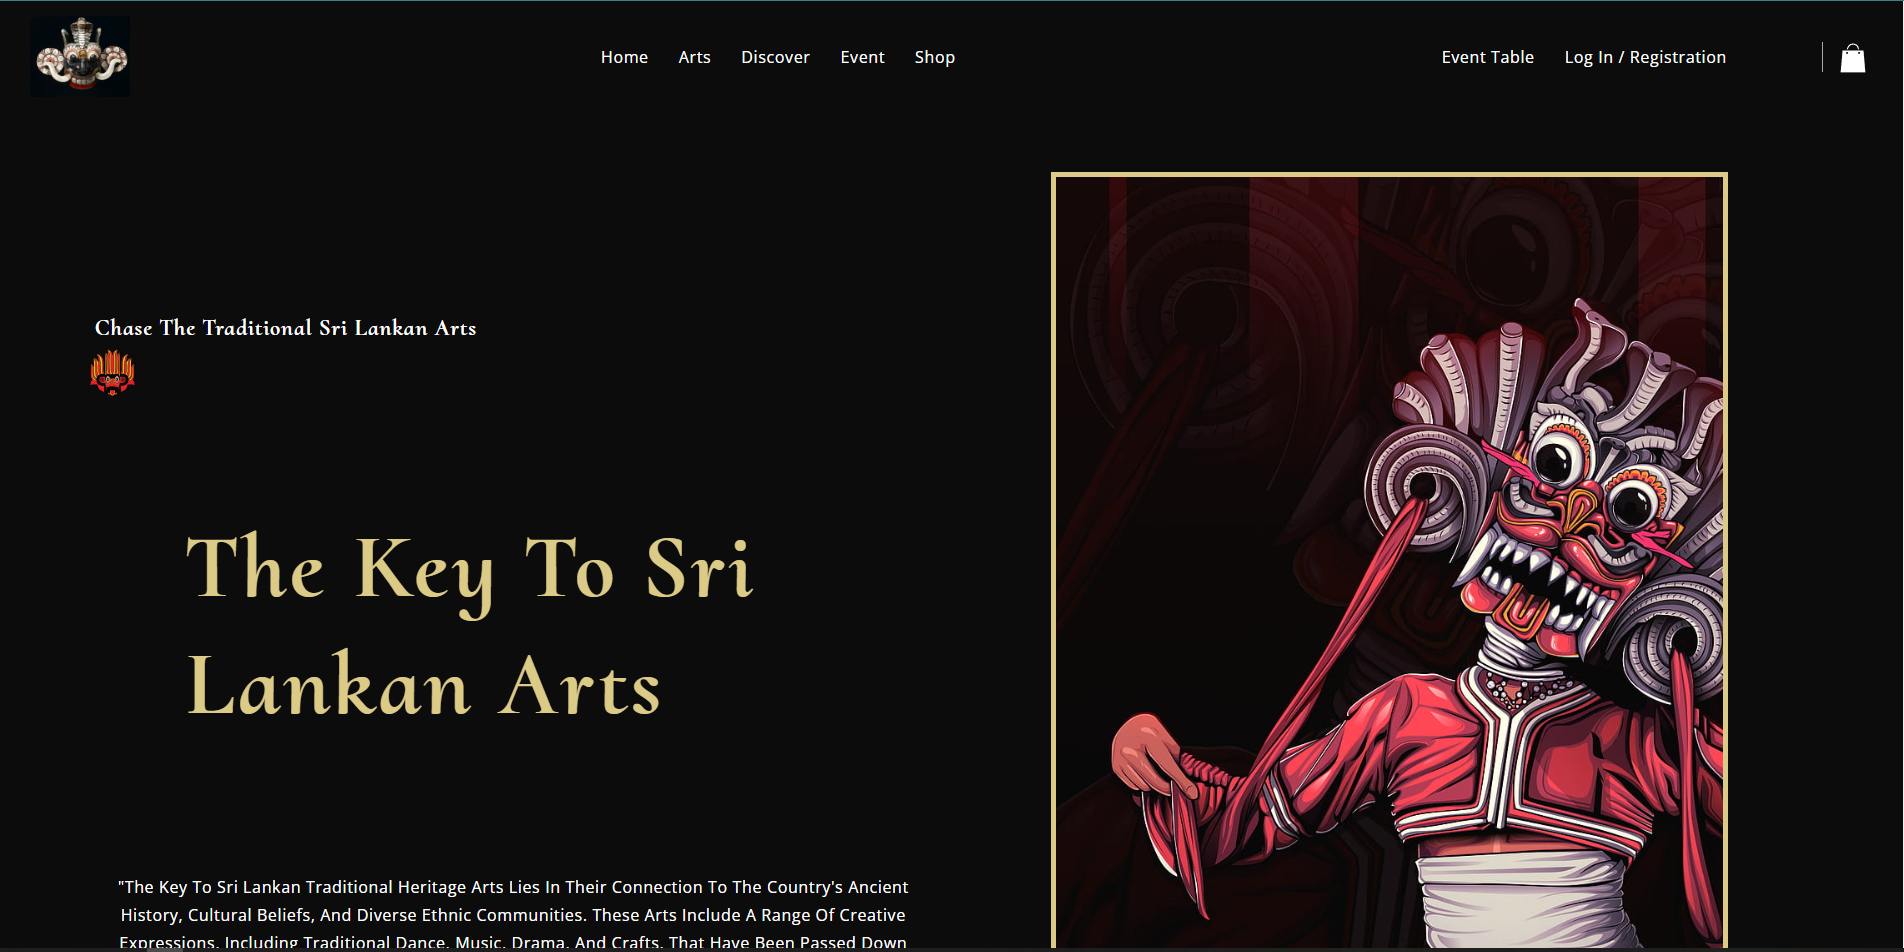 Home Arts Discover Event Shop Event Table Log In / Registration
Chase The Traditional Sri Lankan Arts
The Key To Sri
Lankan Arts
"The Key To Sri Lankan Traditional Heritage Arts Lies In Their Connection To The Country's Ancient
History, Cultural Beliefs, And Diverse Ethnic Communities. These Arts Include A Range Of Creative
Expressions, Including Traditional Dance, Music, Drama, And Crafts, That Have Been Passed Down